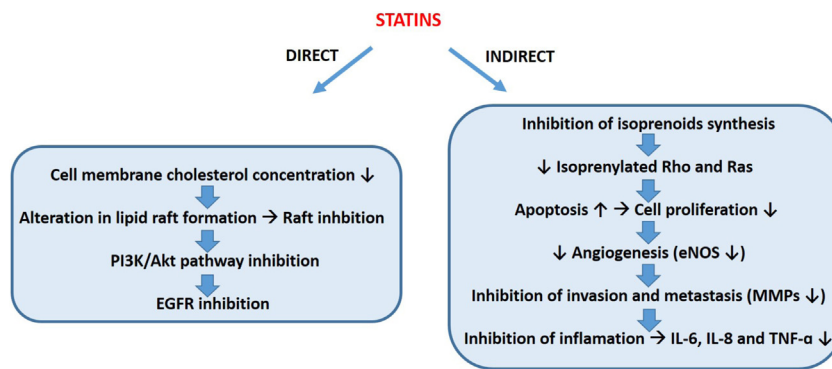 STATINS
DIRECT
INDIRECT
Cell membrane cholesterol concentration ↓
Alteration in lipid raft formation → Raft inhbition
PI3K/Akt pathway inhibition
EGFR inhibition
Inhibition of isoprenoids synthesis
↓ Isoprenylated Rho and Ras
Apoptosis ↑ → Cell proliferation ↓
↓ Angiogenesis (eNOS ↓)
Inhibition of invasion and metastasis (MMPs ↓)
Inhibition of inflamation → IL-6, IL-8 and TNF-α ↓